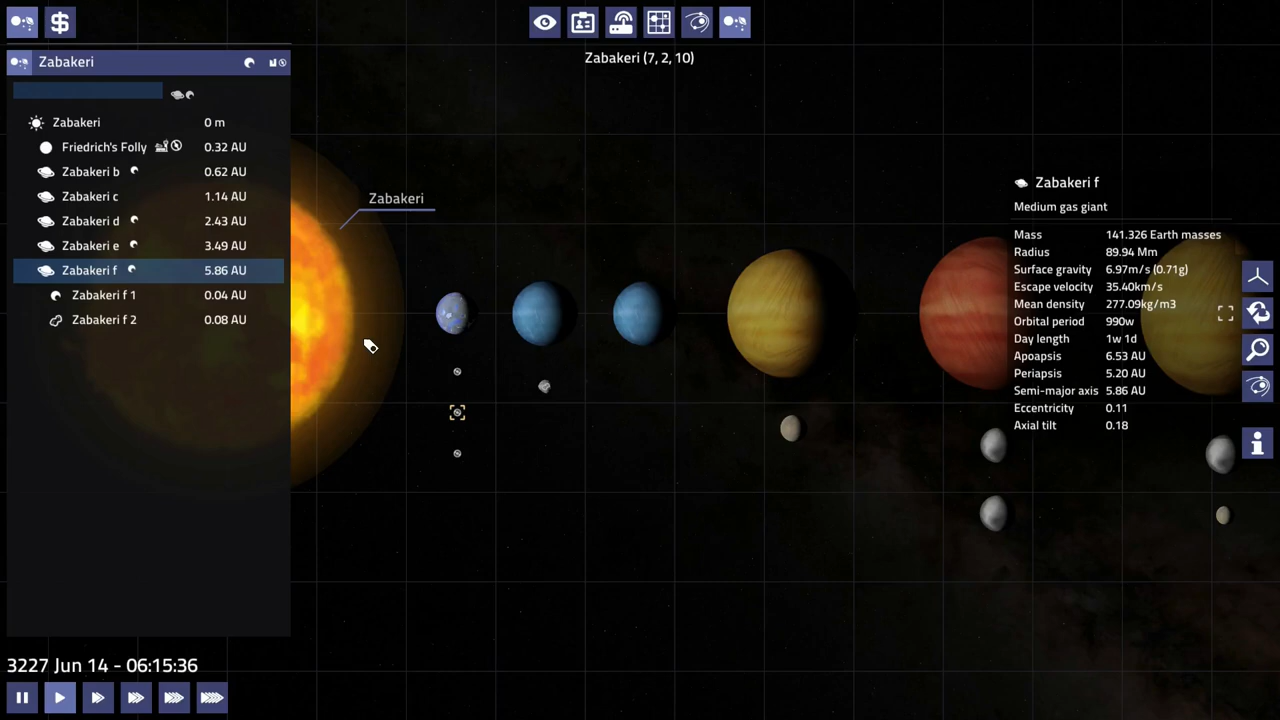 Zabakeri
Zabakeri (7, 2, 10)
Zabakeri 0 m
Friedrich's Folly 0.32 AU
Zabakeri b 0.62 AU
Zabakeri c 1.14 AU
Zabakeri d 2.43 AU
Zabakeri e 3.49 AU
Zabakeri f 5.86 AU
Zabakeri f 1 0.04 AU
Zabakeri f 2 0.08 AU
Zabakeri
Zabakeri f
Medium gas giant
Mass 141.326 Earth masses
Radius 89.94 Mm
Surface gravity 6.97m/s (0.71g)
Escape velocity 35.40km/s
Mean density 277.09kg/m3
Orbital period 990w
Day length 1w 1d
Apoapsis 6.53 AU
Periapsis 5.20 AU
Semi-major axis 5.86 AU
Eccentricity 0.11
Axial tilt 0.18
3227 Jun 14 - 06:15:36